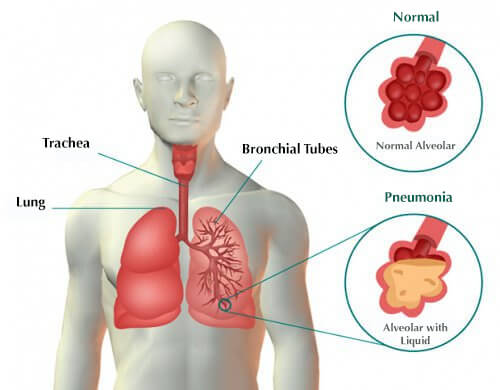 Normal
Normal Alveolar
Trachea
Bronchial Tubes
Lung
Pneumonia
Alveolar with
Liquid